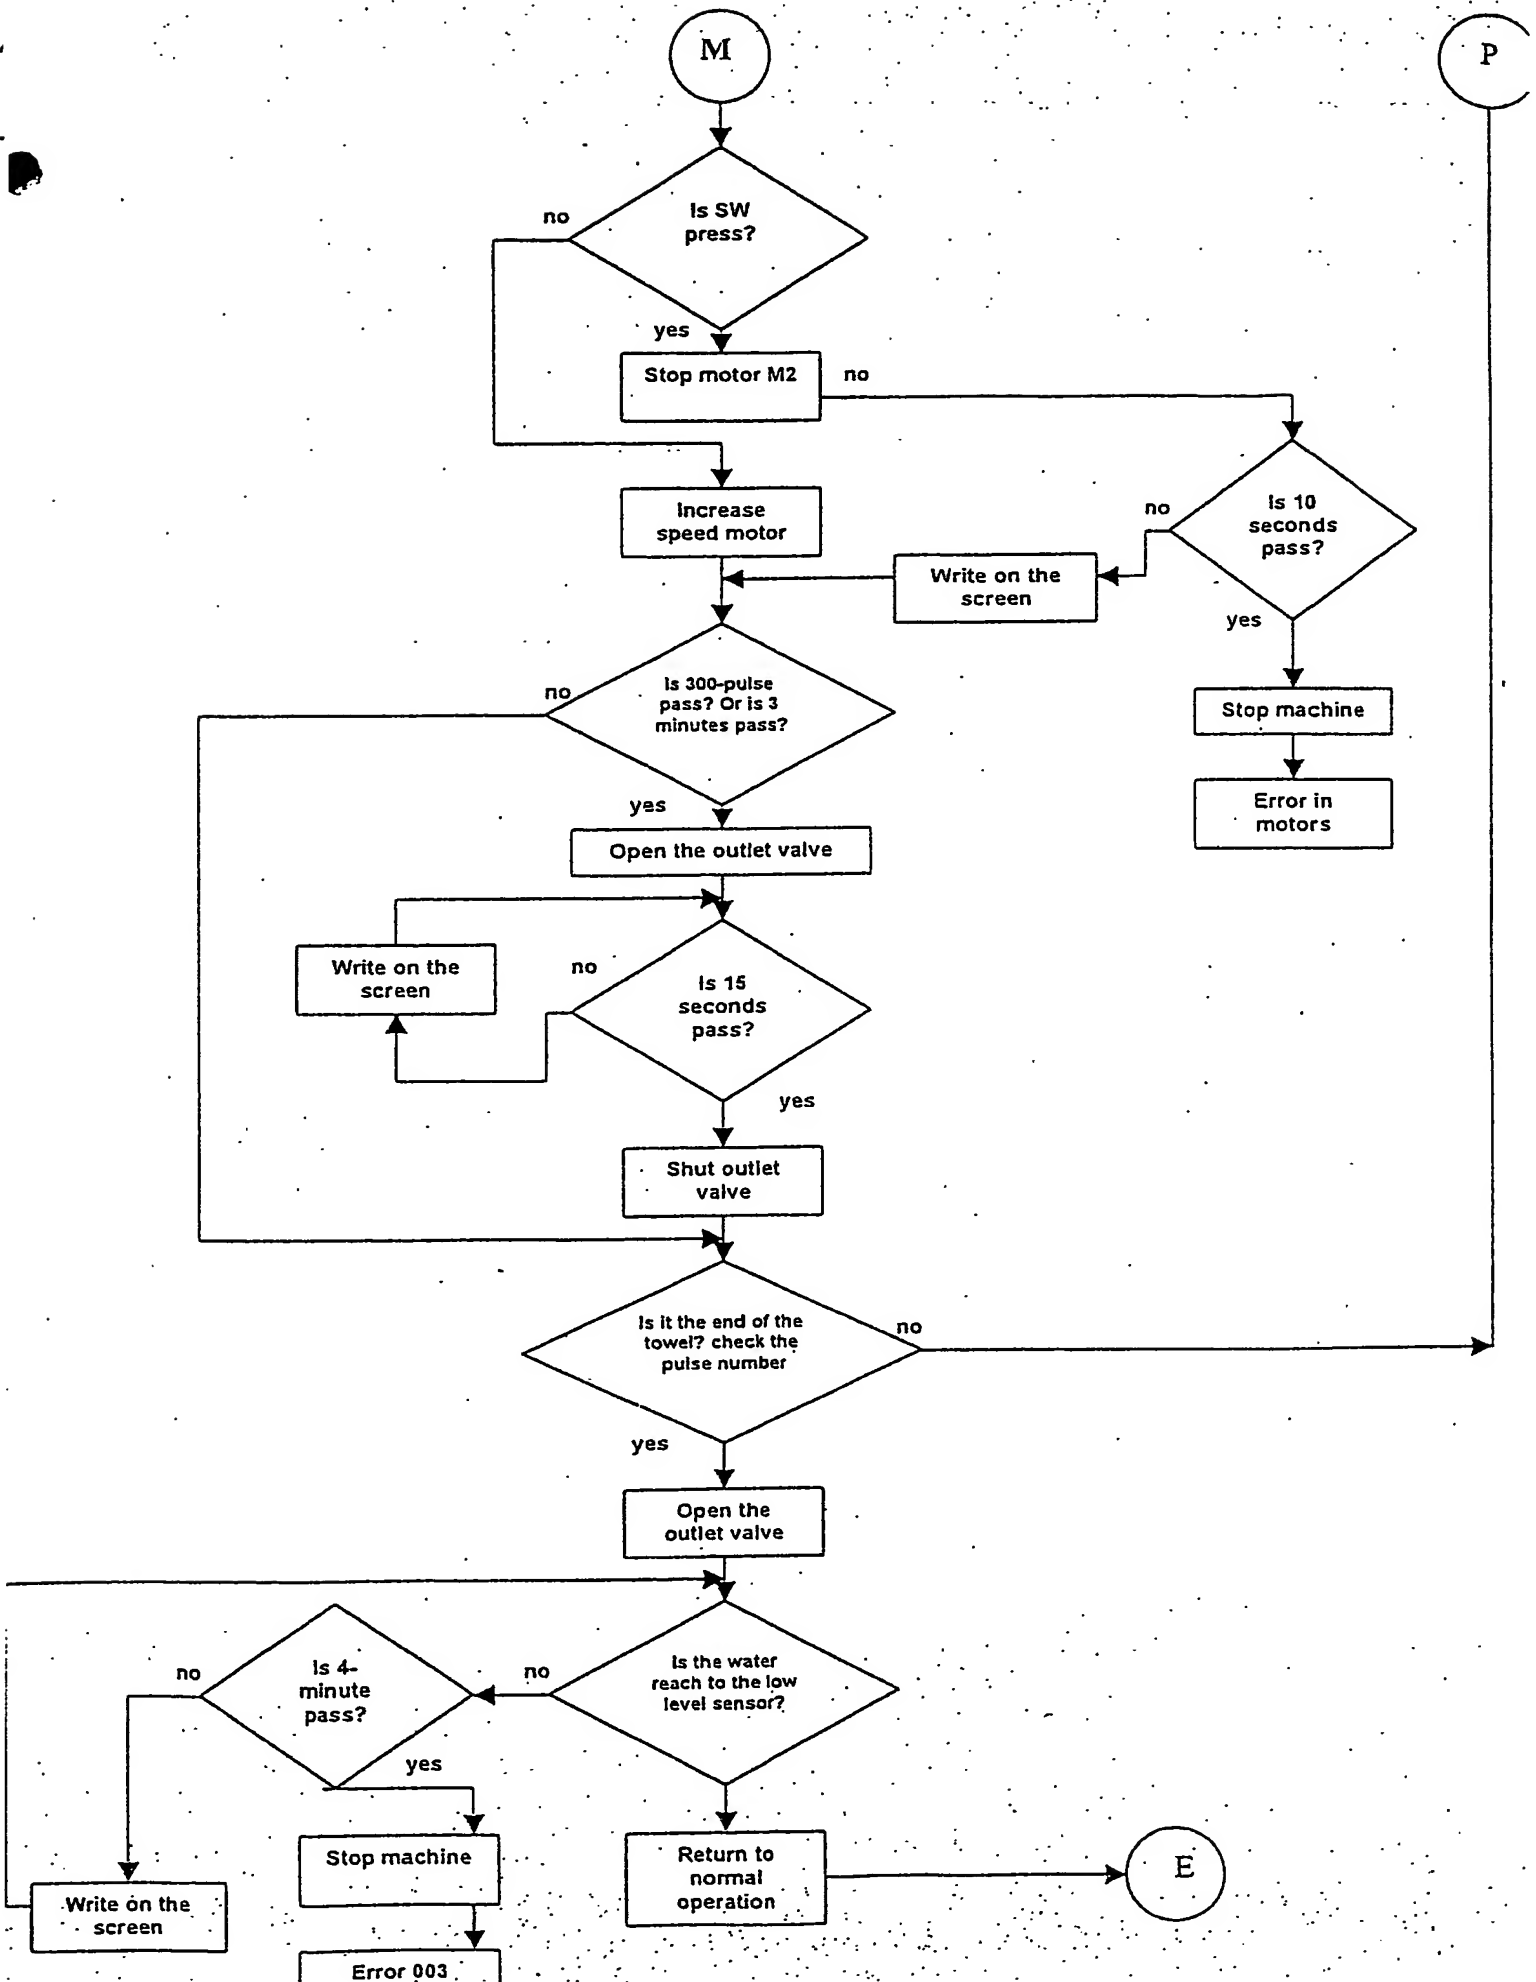 M
P
no
Is SW
press?
yes
Stop motor M2
no
Increase
speed motor
no
Is 10
seconds
pass?
Write on the
screen
yes
no
Is 300-pulse
pass? Or is 3
minutes pass?
Stop machine
yes
Error in
motors
Open the outlet valve
Write on the
screen
no
Is 15
seconds
pass?
yes
Shut outlet
valve
Is it the end of the
towel? check the
pulse number
no
yes
Open the
outlet valve
no
Is 4-
minute
pass?
no
Is the water
reach to the low
level sensor?
yes
Stop machine
Return to
normal
operation
E
Write on the
screen
Error 003